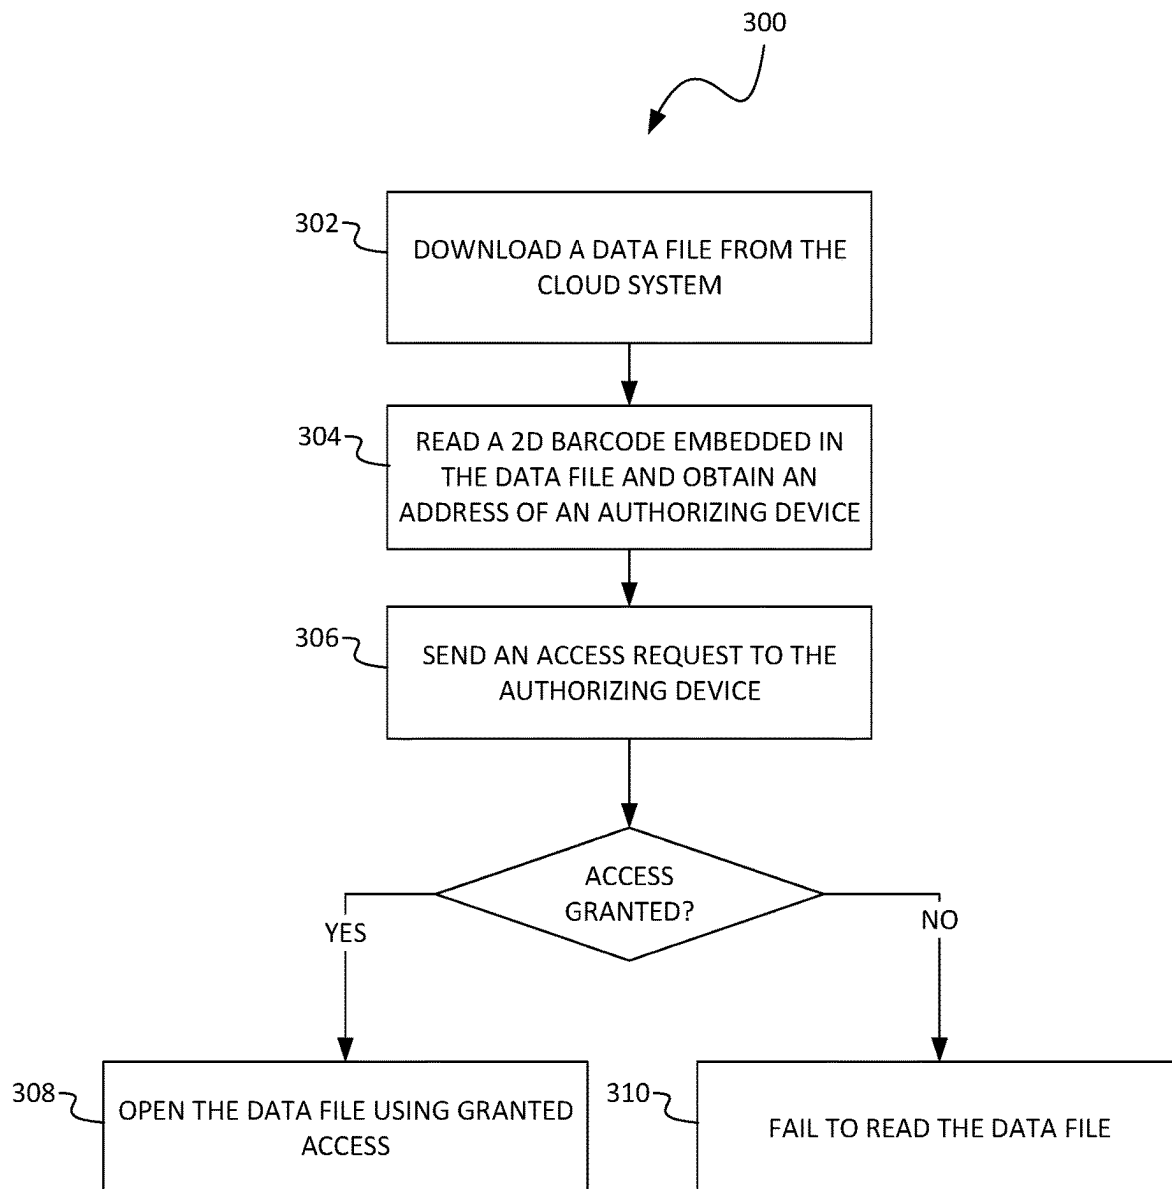 300
302
DOWNLOAD A DATA FILE FROM THE
CLOUD SYSTEM
304
READ A 2D BARCODE EMBEDDED IN
THE DATA FILE AND OBTAIN AN
ADDRESS OF AN AUTHORIZING DEVICE
306
SEND AN ACCESS REQUEST TO THE
AUTHORIZING DEVICE
ACCESS
GRANTED?
YES
NO
308
OPEN THE DATA FILE USING GRANTED
ACCESS
310
FAIL TO READ THE DATA FILE